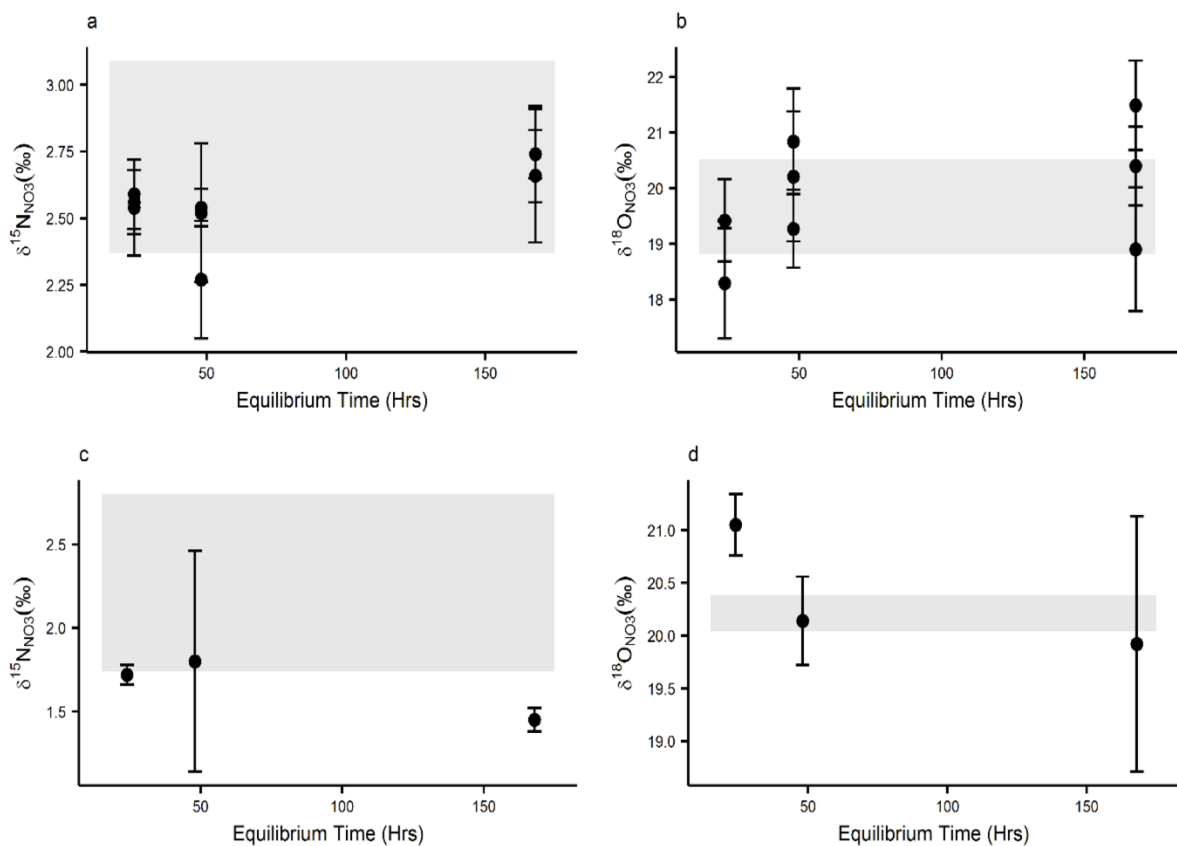 a
δ15NNO3(‰)
3.00
2.75
2.50
2.25
2.00
50
100
150
Equilibrium Time (Hrs)
b
δ18ONO3(‰)
22
21
20
19
18
50
100
150
Equilibrium Time (Hrs)
c
δ15NNO3(‰)
2.5
2.0
1.5
50
100
150
Equilibrium Time (Hrs)
d
δ18ONO3(‰)
21.0
20.5
20.0
19.5
19.0
50
100
150
Equilibrium Time (Hrs)